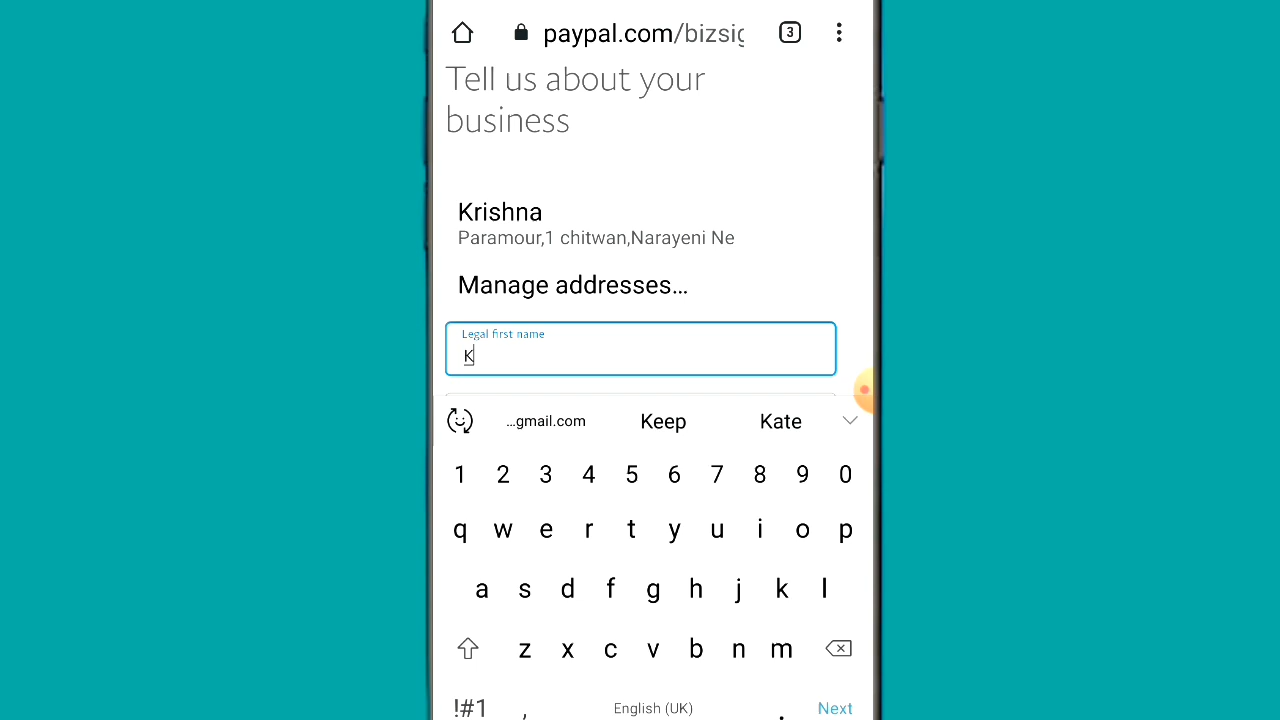 paypal.com/bizsig
3
Tell us about your
business
Krishna
Paramour,1 chitwan,Narayeni Ne
Manage addresses...
Legal first name
K
...gmail.com Keep Kate
1 2 3 4 5 6 7 8 9 0
q w e r t y u i o p
a s d f g h j k l
z x c v b n m
!#1 , English (UK) . Next